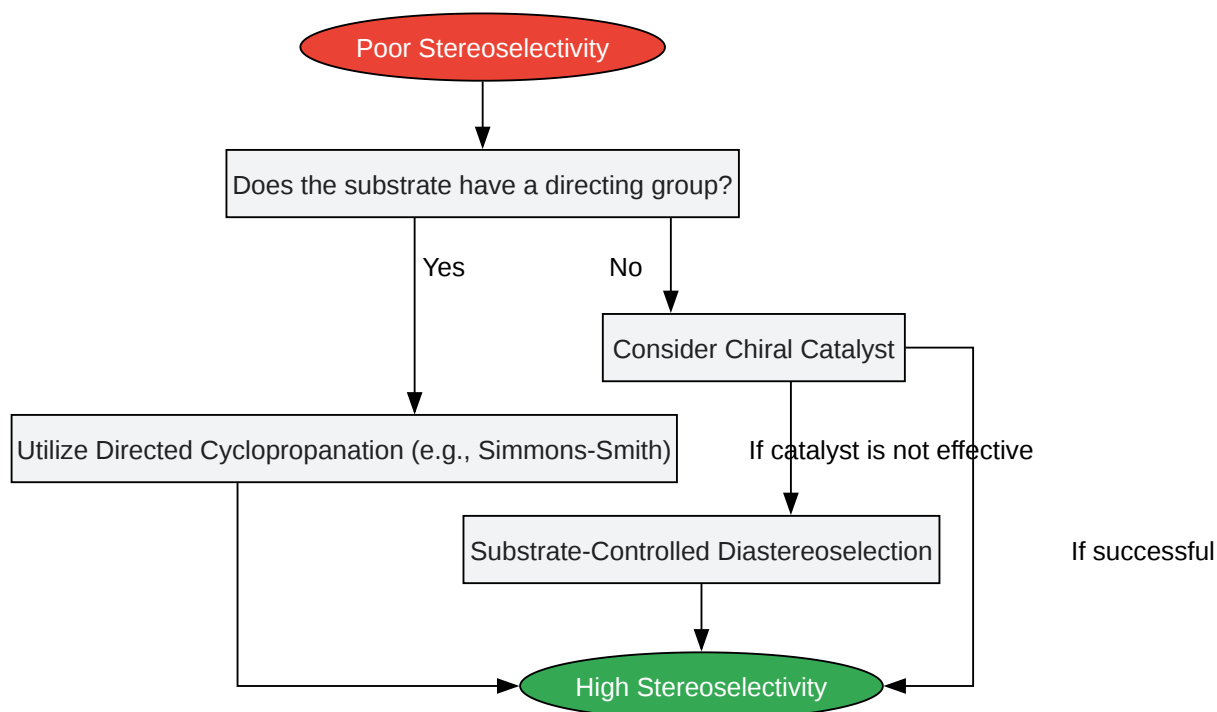 Poor Stereoselectivity
Does the substrate have a directing group?
Yes
No
Consider Chiral Catalyst
Utilize Directed Cyclopropanation (e.g., Simmons-Smith)
If catalyst is not effective
Substrate-Controlled Diastereoselection
If successful
High Stereoselectivity